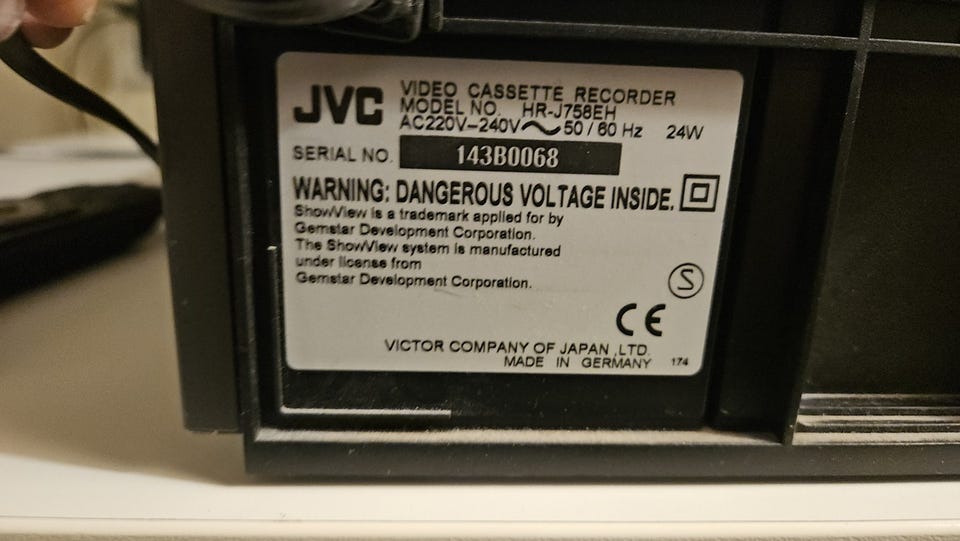 JVC
VIDEO CASSETTE RECORDER
MODEL NO. HR-J758EH
AC220V–240V～50/60 Hz 24W
SERIAL NO. 143B0068
WARNING: DANGEROUS VOLTAGE INSIDE.
ShowView is a trademark applied for by
Gemstar Development Corporation.
The ShowView system is manufactured
under license from
Gemstar Development Corporation.
S
CE
VICTOR COMPANY OF JAPAN ,LTD.
MADE IN GERMANY 174